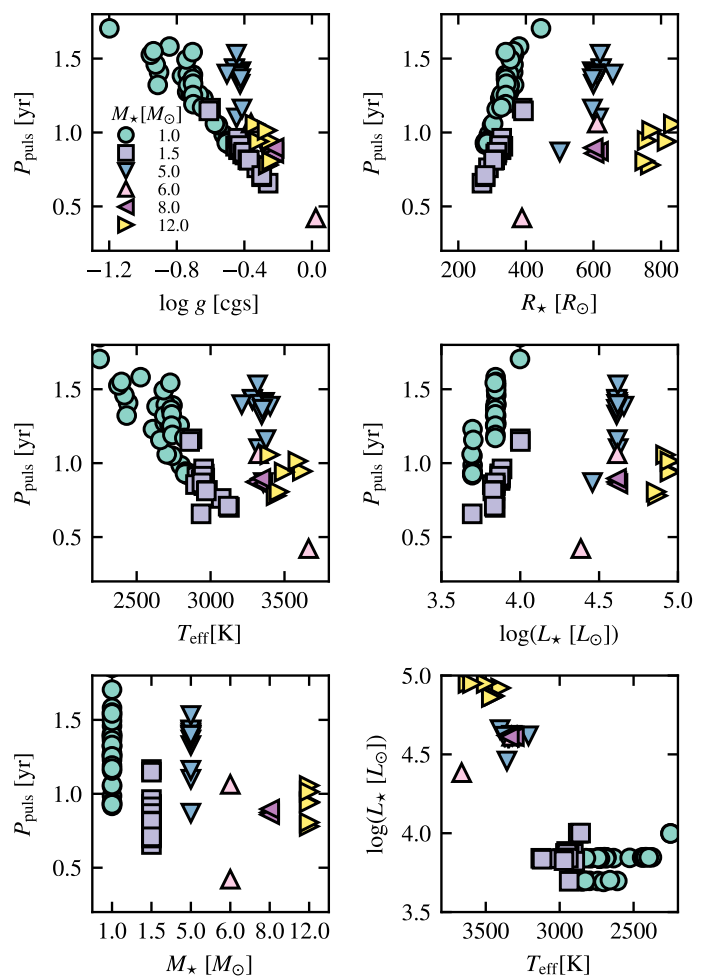 P_puls [yr]
1.5
1.0
0.5
M⋆[M⊙]
1.0
1.5
5.0
6.0
8.0
12.0
−1.2 −0.8 −0.4 0.0
log g [cgs]
P_puls [yr]
1.5
1.0
0.5
200 400 600 800
R⋆ [R⊙]
P_puls [yr]
1.5
1.0
0.5
2500 3000 3500
T_eff[K]
P_puls [yr]
1.5
1.0
0.5
3.5 4.0 4.5 5.0
log(L⋆ [L⊙])
P_puls [yr]
1.5
1.0
0.5
1.0 1.5 5.0 6.0 8.0 12.0
M⋆ [M⊙]
log(L⋆ [L⊙])
5.0
4.5
4.0
3.5
3500 3000 2500
T_eff[K]